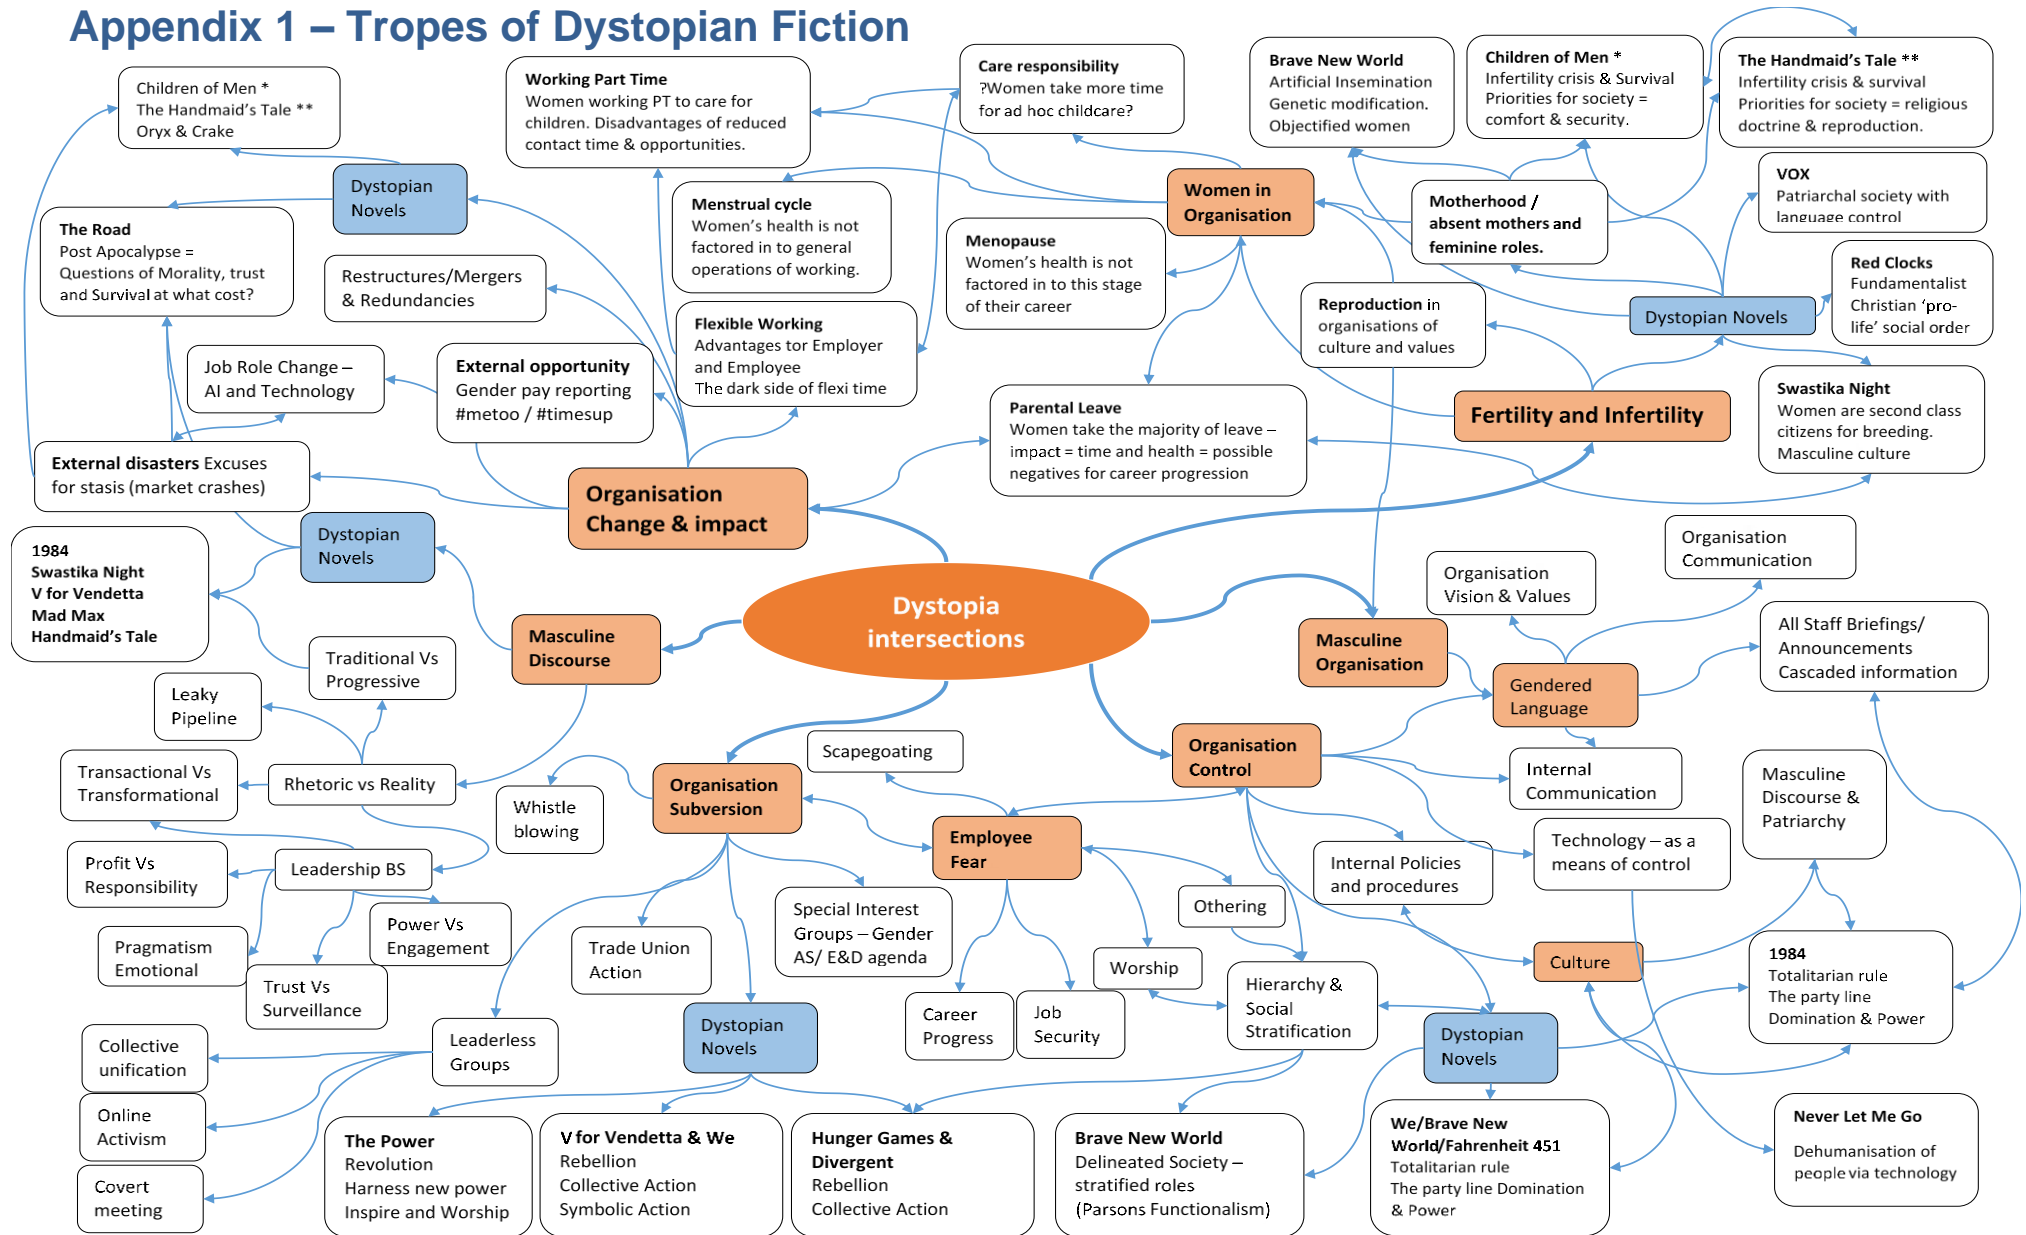 Appendix 1 – Tropes of Dystopian Fiction
Children of Men *
The Handmaid's Tale **
Oryx & Crake
Working Part Time
Women working PT to care for
children. Disadvantages of reduced
contact time & opportunities.
Care responsibility
?Women take more time
for ad hoc childcare?
Brave New World
Artificial Insemination
Genetic modification.
Objectified women
Children of Men *
Infertility crisis & Survival
Priorities for society =
comfort & security.
The Handmaid's Tale **
Infertility crisis & survival
Priorities for society = religious
doctrine & reproduction.
Dystopian
Novels
Menstrual cycle
Women's health is not
factored in to general
operations of working.
Women in
Organisation
Motherhood /
absent mothers and
feminine roles.
VOX
Patriarchal society with
language control
The Road
Post Apocalypse =
Questions of Morality, trust
and Survival at what cost?
Restructures/Mergers
& Redundancies
Menopause
Women's health is not
factored in to this stage
of their career
Reproduction in
organisations of
culture and values
Dystopian Novels
Red Clocks
Fundamentalist
Christian 'pro-
life' social order
Job Role Change –
AI and Technology
External opportunity
Gender pay reporting
#metoo / #timesup
Flexible Working
Advantages tor Employer
and Employee
The dark side of flexi time
Parental Leave
Women take the majority of leave –
impact = time and health = possible
negatives for career progression
Fertility and Infertility
Swastika Night
Women are second class
citizens for breeding.
Masculine culture
External disasters Excuses
for stasis (market crashes)
Organisation
Change & impact
1984
Swastika Night
V for Vendetta
Mad Max
Handmaid's Tale
Dystopian
Novels
Organisation
Communication
Organisation
Vision & Values
Dystopia
intersections
Masculine
Discourse
Masculine
Organisation
All Staff Briefings/
Announcements
Cascaded information
Traditional Vs
Progressive
Gendered
Language
Leaky
Pipeline
Scapegoating
Organisation
Control
Transactional Vs
Transformational
Rhetoric vs Reality
Organisation
Subversion
Whistle
blowing
Internal
Communication
Masculine
Discourse &
Patriarchy
Employee
Fear
Technology – as a
means of control
Profit Vs
Responsibility
Leadership BS
Internal Policies
and procedures
Power Vs
Engagement
Special Interest
Groups – Gender
AS/ E&D agenda
Othering
Pragmatism
Emotional
Trade Union
Action
Worship
Culture
1984
Totalitarian rule
The party line
Domination & Power
Trust Vs
Surveillance
Career
Progress
Job
Security
Hierarchy &
Social
Stratification
Dystopian
Novels
Dystopian
Novels
Collective
unification
Leaderless
Groups
Online
Activism
Covert
meeting
The Power
Revolution
Harness new power
Inspire and Worship
V for Vendetta & We
Rebellion
Collective Action
Symbolic Action
Hunger Games &
Divergent
Rebellion
Collective Action
Brave New World
Delineated Society –
stratified roles
(Parsons Functionalism)
We/Brave New
World/Fahrenheit 451
Totalitarian rule
The party line Domination
& Power
Never Let Me Go
Dehumanisation of
people via technology